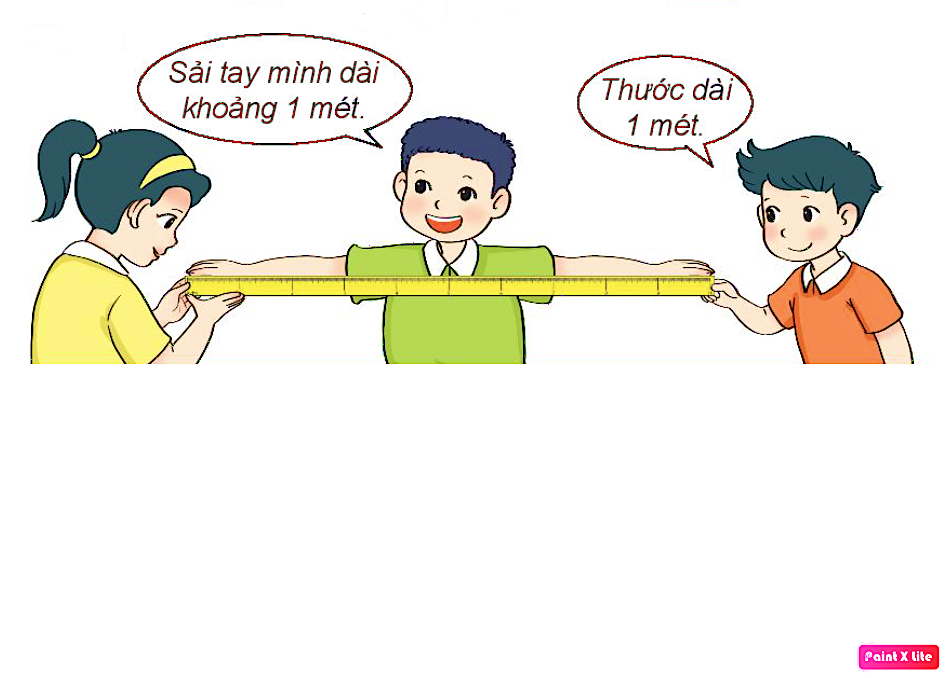 Sải tay mình dài
khoảng 1 mét.
Thước dài
1 mét.
Paint X lite